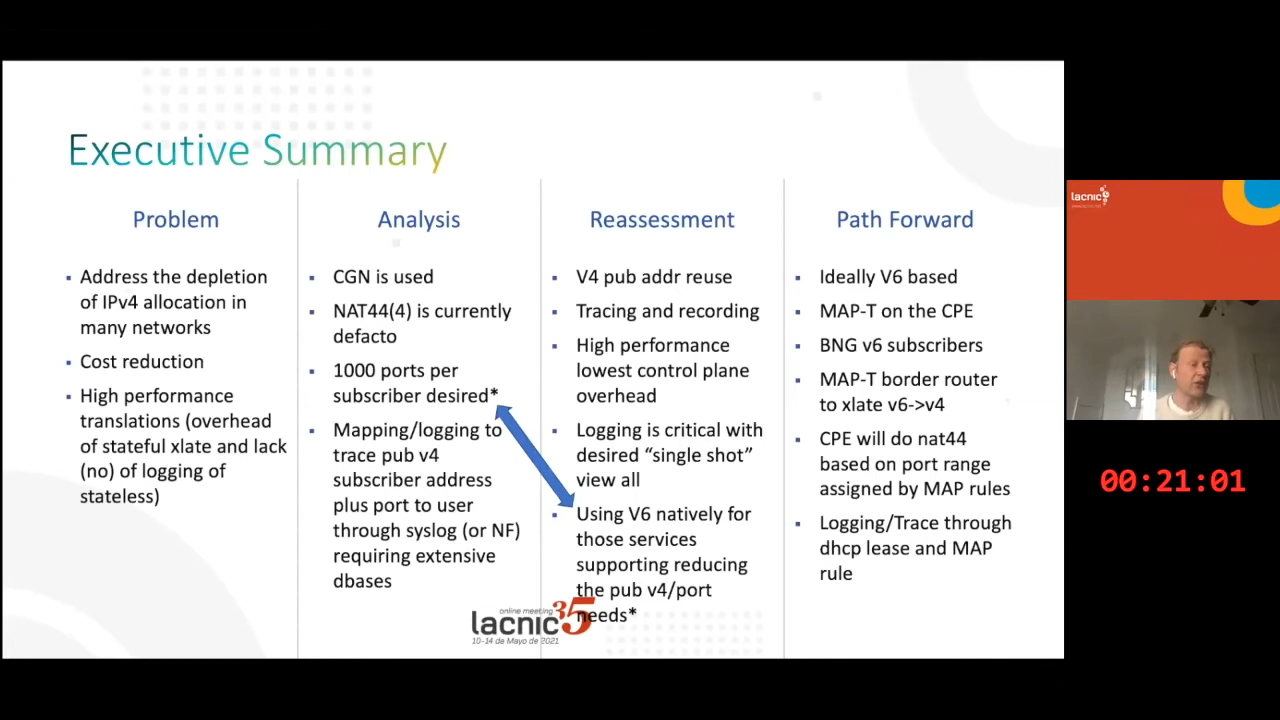 Executive Summary
Problem
Address the depletion
of IPv4 allocation in
many networks
Cost reduction
High performance
translations (overhead
of stateful xlate and lack
(no) of logging of
stateless)
Analysis
CGN is used
NAT44(4) is currently
defacto
1000 ports per
subscriber desired*
Mapping/logging to
trace pub v4
subscriber address
plus port to user
through syslog (or NF)
requiring extensive
dbases
Reassessment
V4 pub addr reuse
Tracing and recording
High performance
lowest control plane
overhead
Logging is critical with
desired “single shot”
view all
Using V6 natively for
those services
supporting reducing
the pub v4/port
needs*
Path Forward
Ideally V6 based
MAP-T on the CPE
BNG v6 subscribers
MAP-T border router
to xlate v6->v4
CPE will do nat44
based on port range
assigned by MAP rules
Logging/Trace through
dhcp lease and MAP
rule
online meeting
lacnic 35
10-14 de Mayo de 2021
lacnic
00:21:01